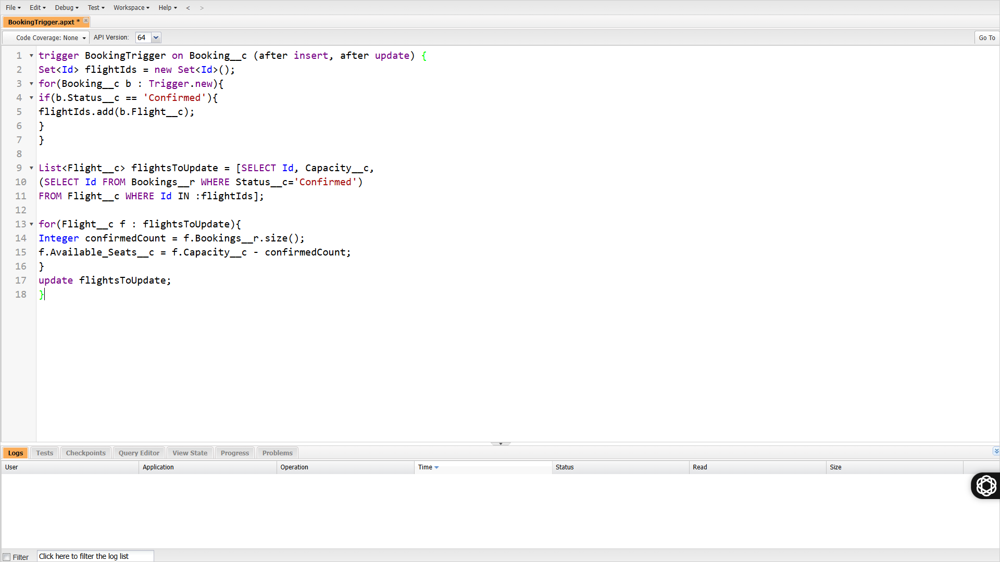 File Edit Debug Test Workspace Help < >
BookingTrigger.apxt *
Code Coverage: None API Version: 64 Go To
1 trigger BookingTrigger on Booking__c (after insert, after update) {
2 Set<Id> flightIds = new Set<Id>();
3 for(Booking__c b : Trigger.new){
4 if(b.Status__c == 'Confirmed'){
5 flightIds.add(b.Flight__c);
6 }
7 }
8
9 List<Flight__c> flightsToUpdate = [SELECT Id, Capacity__c,
10 (SELECT Id FROM Bookings__r WHERE Status__c='Confirmed')
11 FROM Flight__c WHERE Id IN :flightIds];
12
13 for(Flight__c f : flightsToUpdate){
14 Integer confirmedCount = f.Bookings__r.size();
15 f.Available_Seats__c = f.Capacity__c - confirmedCount;
16 }
17 update flightsToUpdate;
18 }
Logs Tests Checkpoints Query Editor View State Progress Problems
User Application Operation Time Status Read Size
Filter Click here to filter the log list